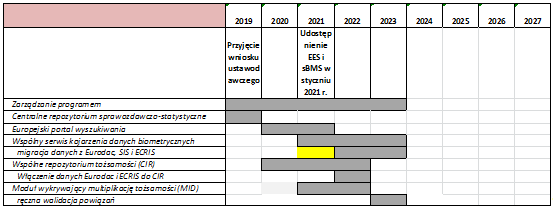 2019 2020 2021 2022 2023 2024 2025 2026 2027
Przyjęcie
wniosku
ustawod
awczego
Udostęp
nienie
EES i
sBMS w
styczniu
2021 r.
Zarządzanie programem
Centralne repozytorium sprawozdawczo-statystyczne
Europejski portal wyszukiwania
Wspólny serwis kojarzenia danych biometrycznych
migracja danych z Eurodac, SIS i ECRIS
Wspólne repozytorium tożsamości (CIR)
Włączenie danych Eurodac i ECRIS do CIR
Moduł wykrywający multiplikację tożsamości (MID)
ręczna walidacja powiązań